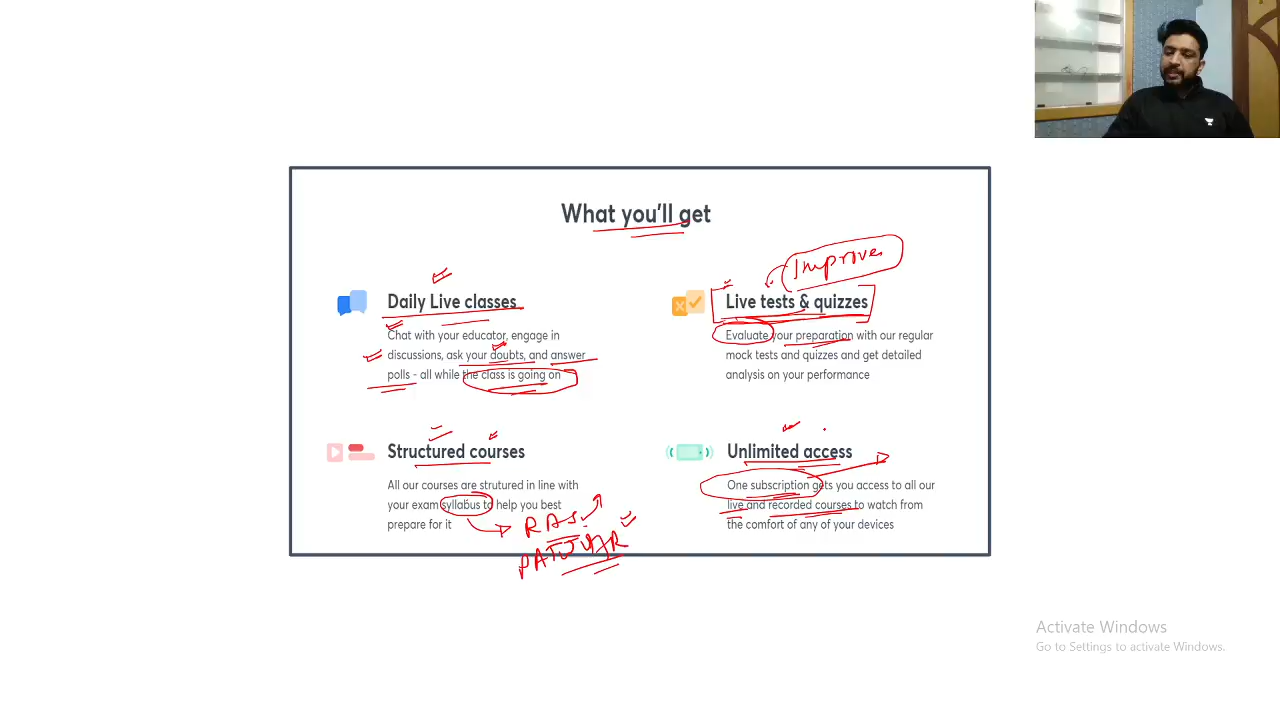 What you'll get
Improve
Daily Live classes
Chat with your educator, engage in
discussions, ask your doubts, and answer
polls - all while the class is going on
Live tests & quizzes
Evaluate your preparation with our regular
mock tests and quizzes and get detailed
analysis on your performance
Structured courses
All our courses are strutured in line with
your exam syllabus to help you best
prepare for it
RAS
PATWAR
Unlimited access
One subscription gets you access to all our
live and recorded courses to watch from
the comfort of any of your devices
Activate Windows
Go to Settings to activate Windows.